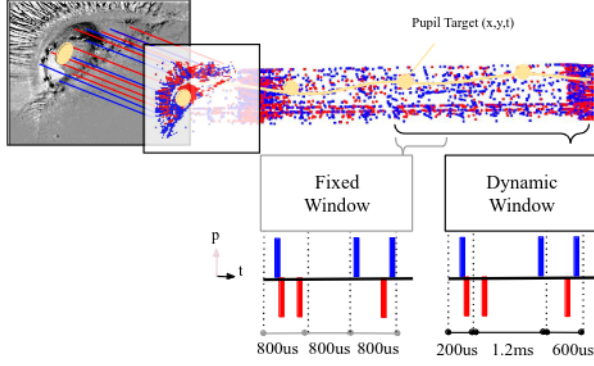 Pupil Target (x,y,t)
Fixed
Window
Dynamic
Window
p
t
800us 800us 800us
200us 1.2ms 600us